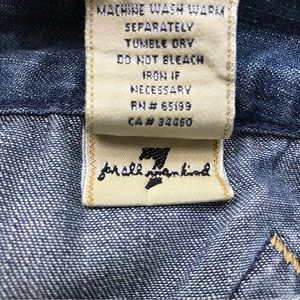 MACHINE WASH WARM
SEPARATELY
TUMBLE DRY
DO NOT BLEACH
IRON IF
NECESSARY
RN# 65199
CA# 34460
7
for all mankind